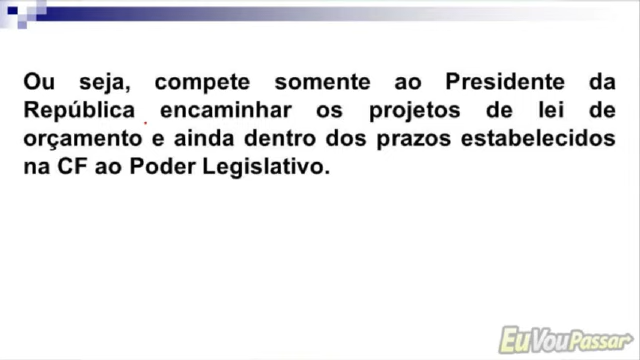 Ou seja, compete somente ao Presidente da
República encaminhar os projetos de lei de
orçamento e ainda dentro dos prazos estabelecidos
na CF ao Poder Legislativo.
EuVouPassar